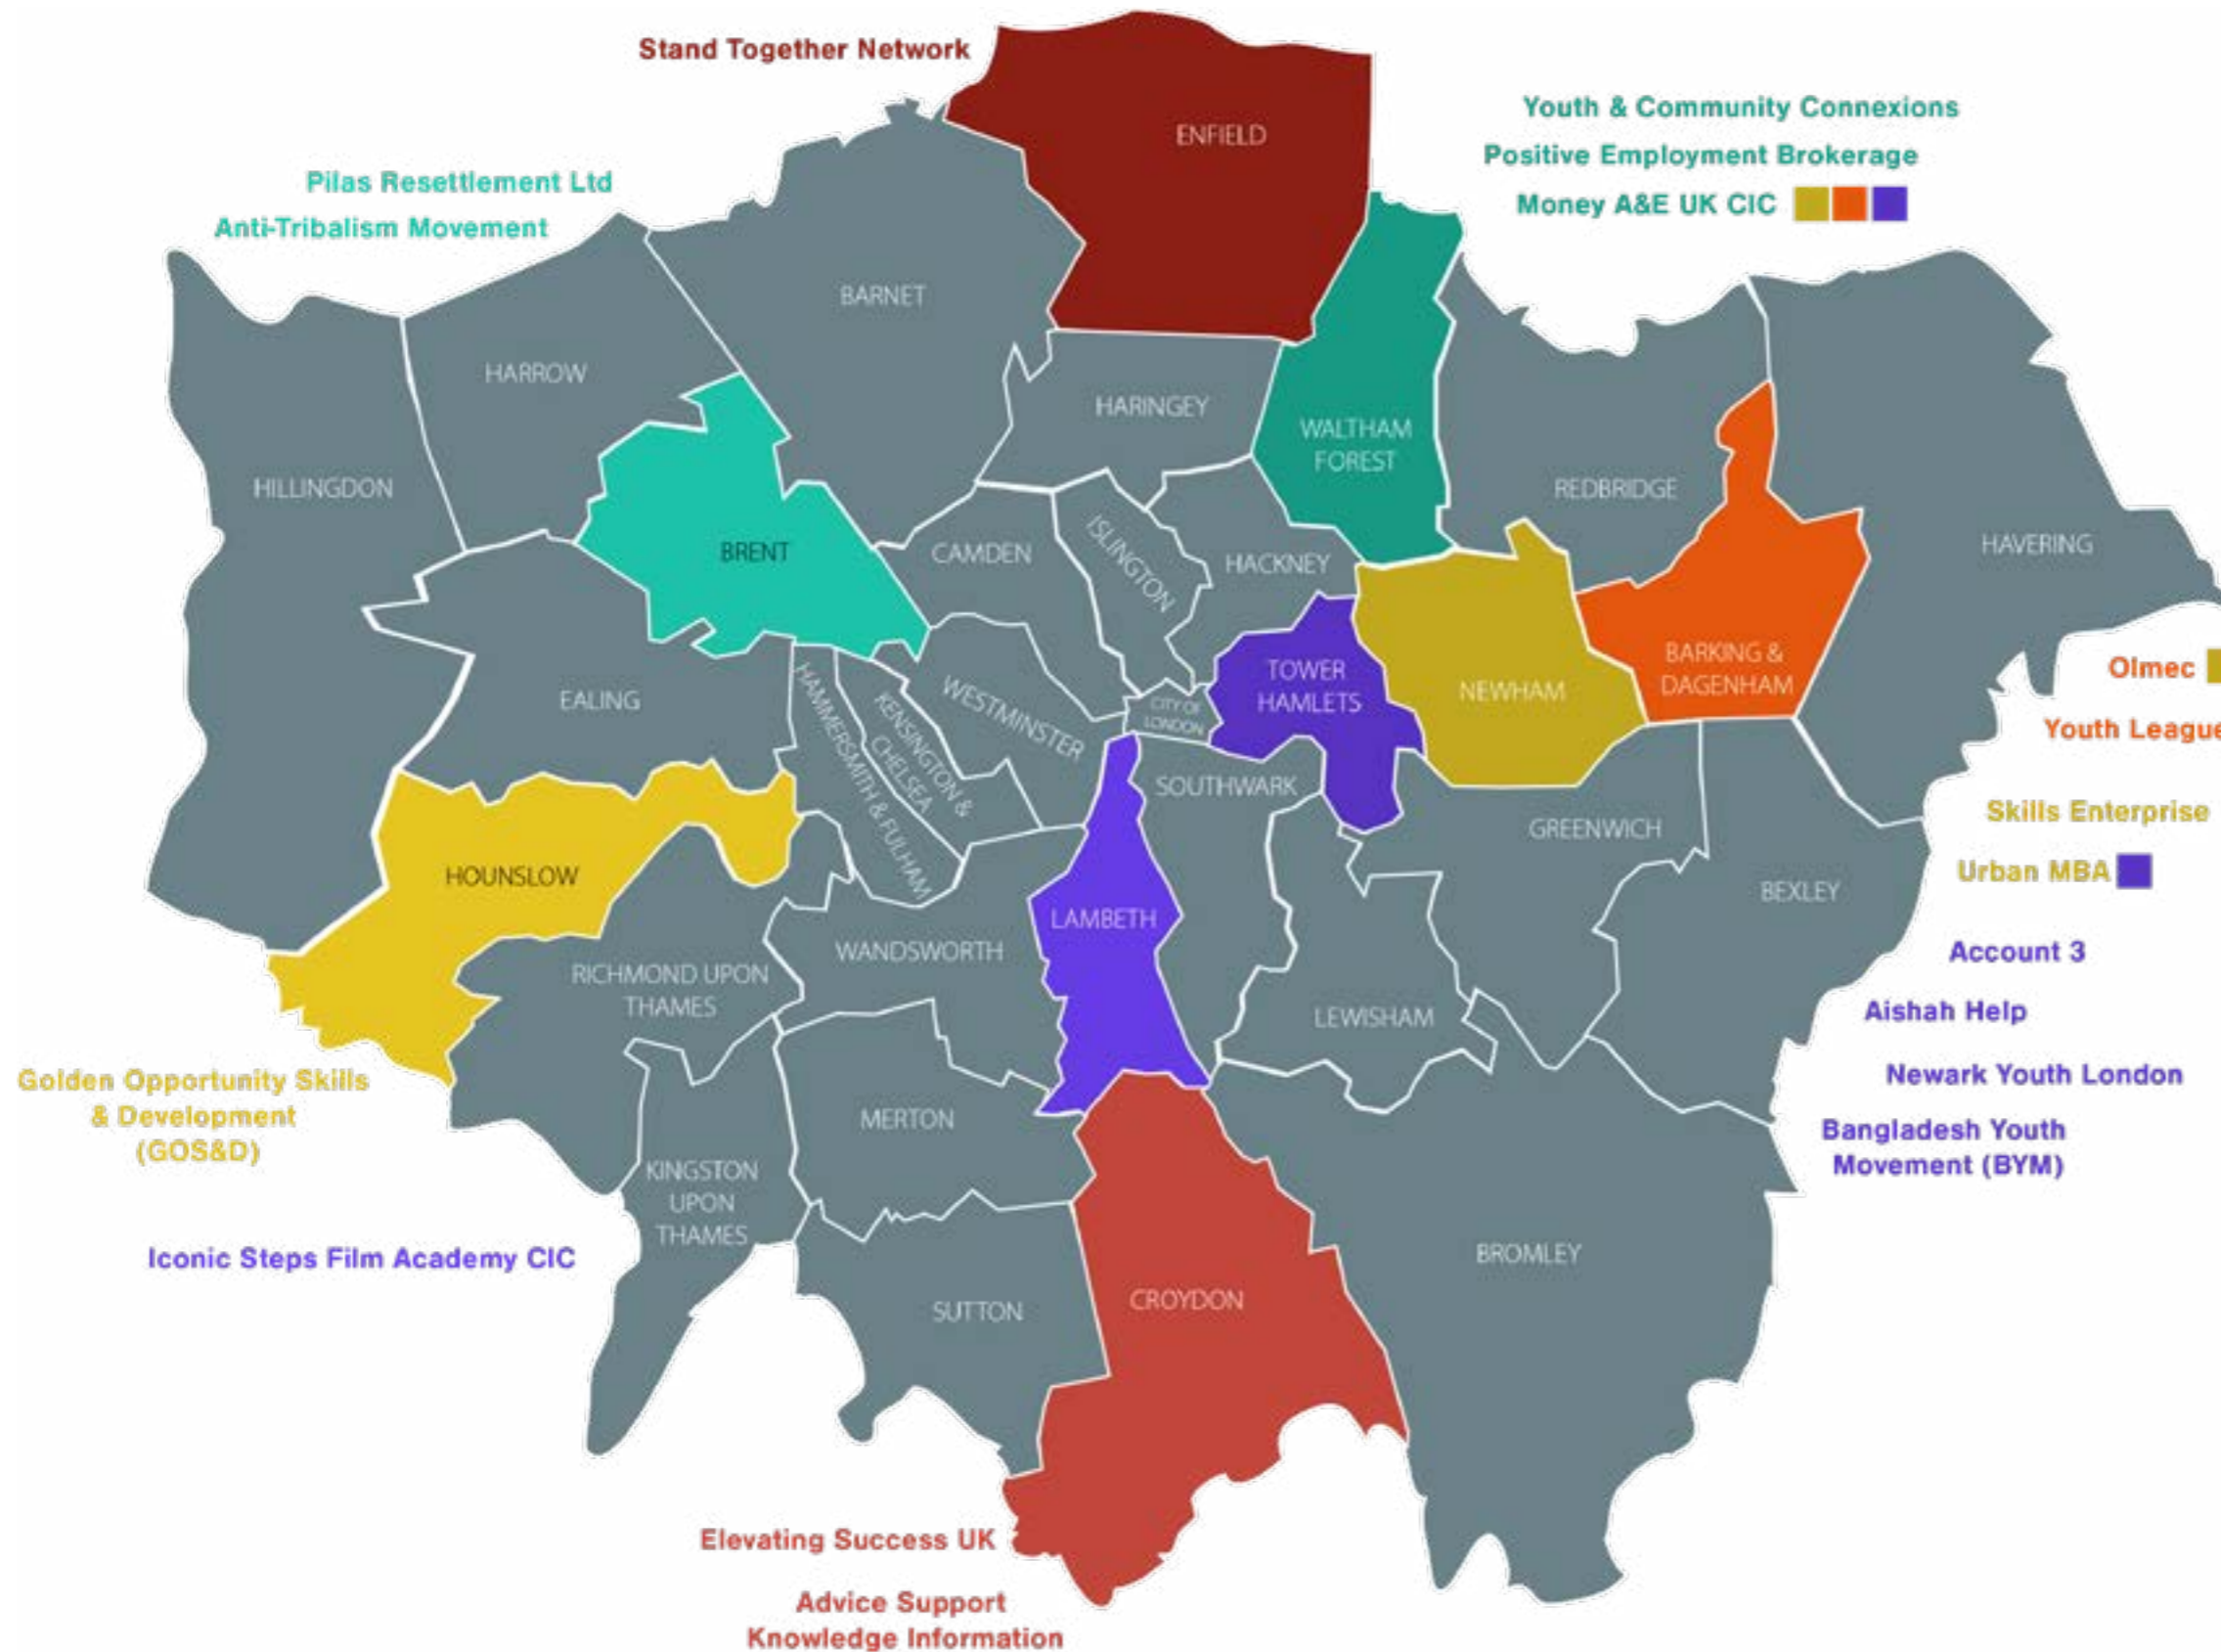 Stand Together Network
ENFIELD
Youth & Community Connexions
Positive Employment Brokerage
Money A&E UK CIC
Pilas Resettlement Ltd
Anti-Tribalism Movement
BARNET
HARROW
HARINGEY
WALTHAM
FOREST
HILLINGDON
REDBRIDGE
BRENT
CAMDEN
ISLINGTON
HACKNEY
HAVERING
EALING
HAMMERSMITH & FULHAM
KENISINGTON &
CHELSEA
WESTMINSTER
CITY OF
LONDON
TOWER
HAMLETS
NEWHAM
BARKING &
DAGENHAM
Olmec
Youth League
SOUTHWARK
GREENWICH
Skills Enterprise
Urban MBA
HOUNSLOW
LAMBETH
BEXLEY
WANDSWORTH
RICHMOND UPON
THAMES
LEWISHAM
Account 3
Aishah Help
Newark Youth London
Bangladesh Youth
Movement (BYM)
Golden Opportunity Skills
& Development
(GOS&D)
MERTON
KINGSTON
UPON
THAMES
Iconic Steps Film Academy CIC
SUTTON
CROYDON
BROMLEY
Elevating Success UK
Advice Support
Knowledge Information